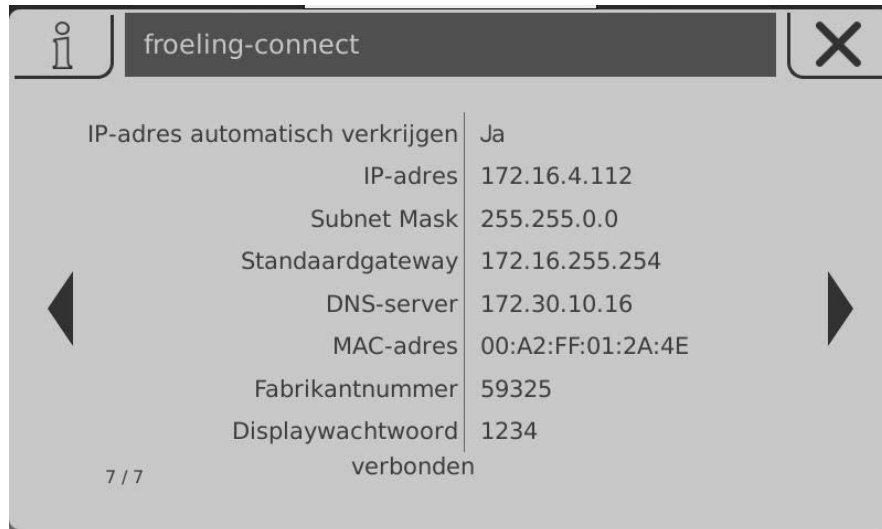 froeling-connect
IP-adres automatisch verkrijgen Ja
IP-adres 172.16.4.112
Subnet Mask 255.255.0.0
Standaardgateway 172.16.255.254
DNS-server 172.30.10.16
MAC-adres 00:A2:FF:01:2A:4E
Fabrikantnummer 59325
Displaywachtwoord 1234
verbonden
7 / 7